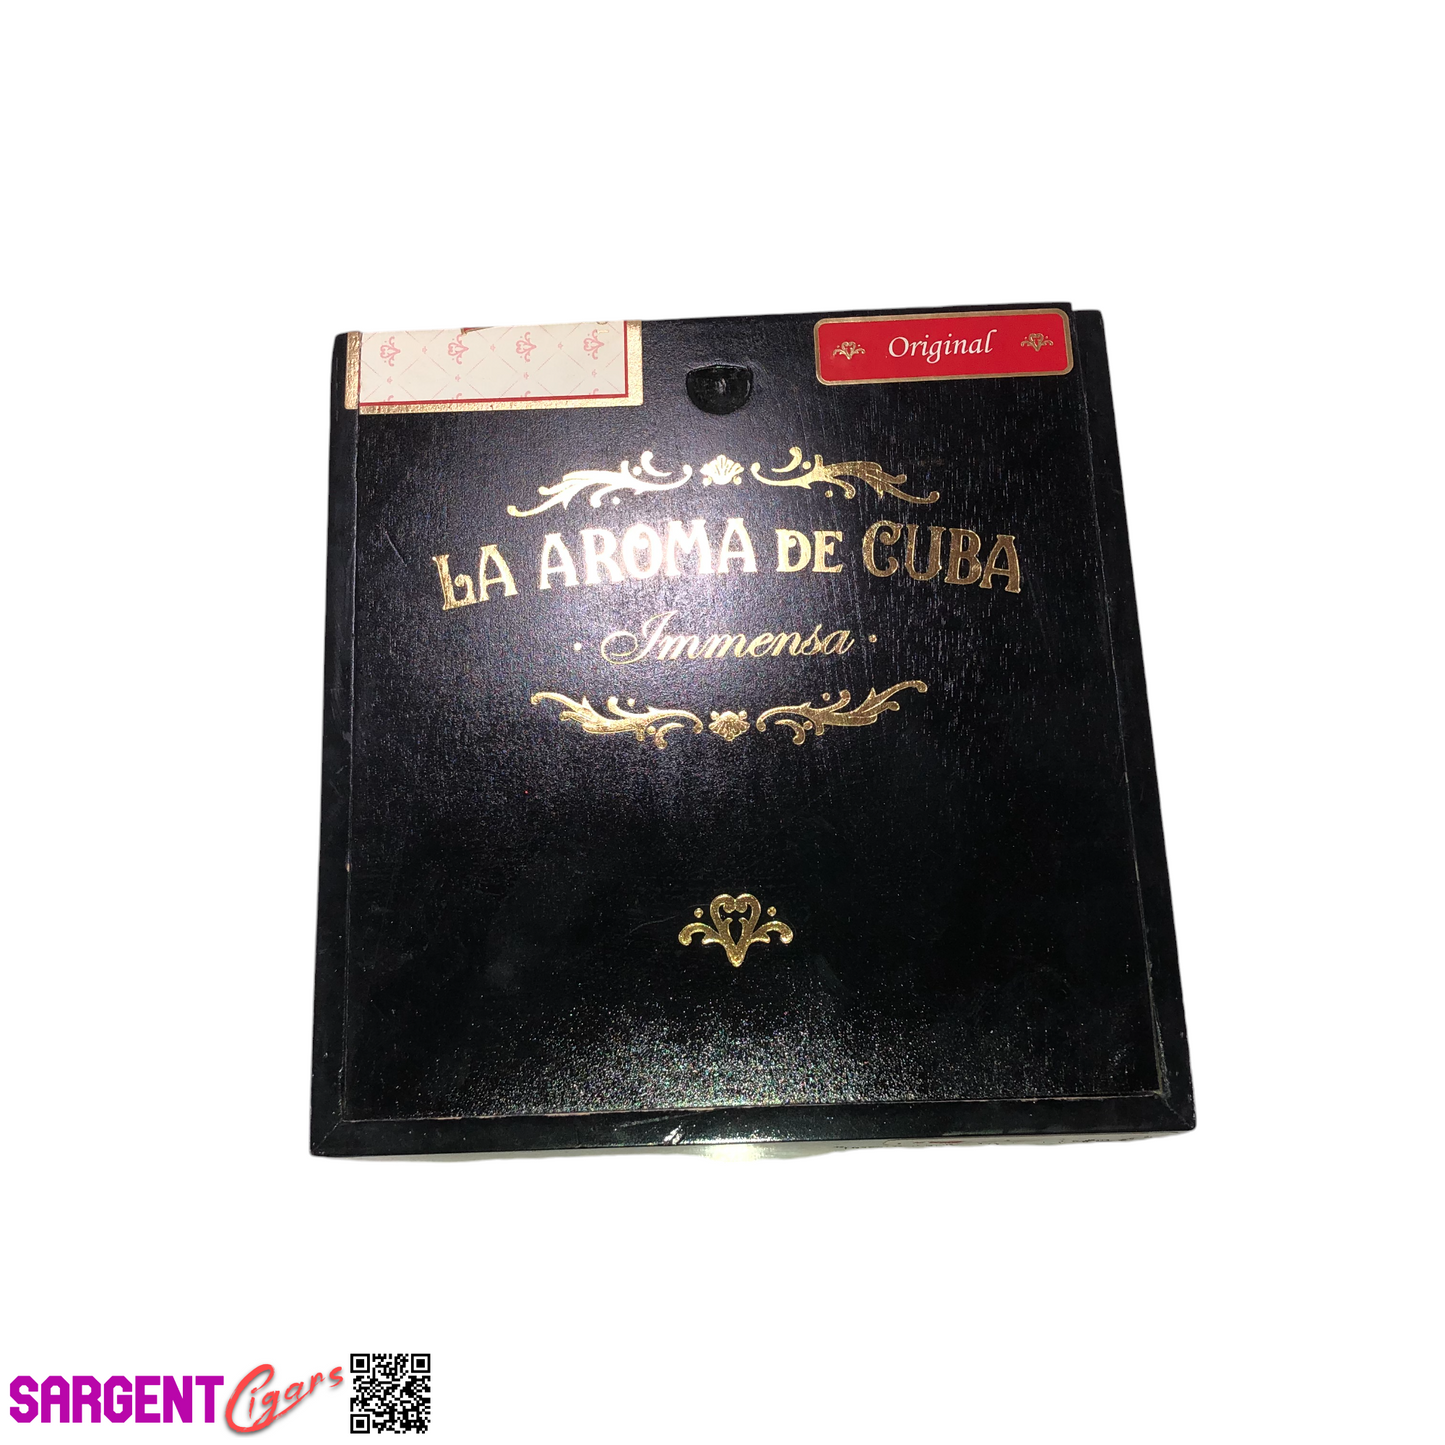 Original
LA AROMA DE CUBA
· Immensa ·
SARGENT Cigars